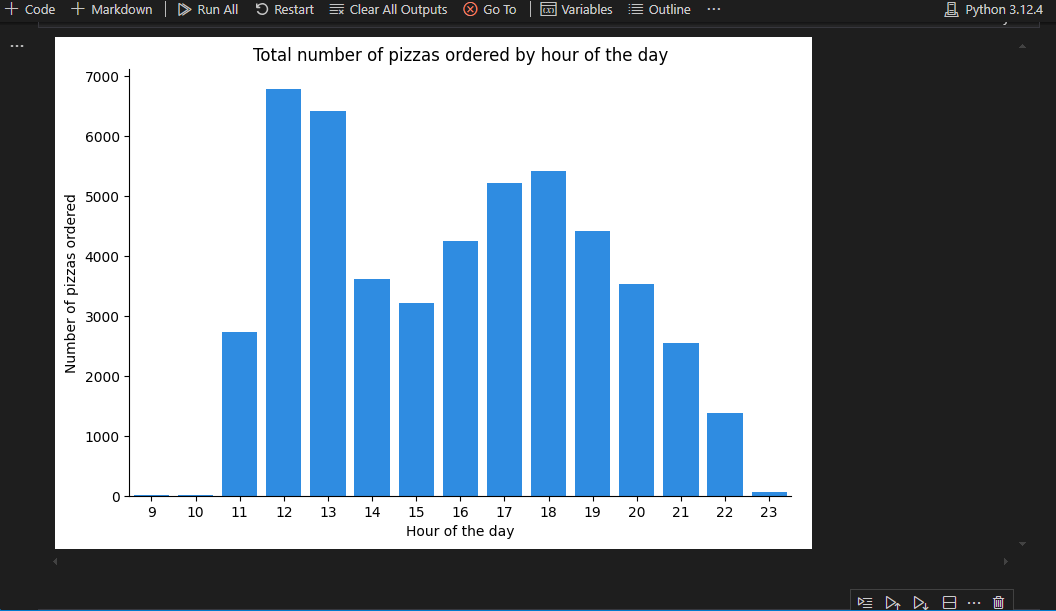 Code Markdown Run All Restart Clear All Outputs Go To Variables Outline ... Python 3.12.4
...
Total number of pizzas ordered by hour of the day
7000
6000
5000
4000
3000
2000
1000
0
Number of pizzas ordered
9 10 11 12 13 14 15 16 17 18 19 20 21 22 23
Hour of the day
...